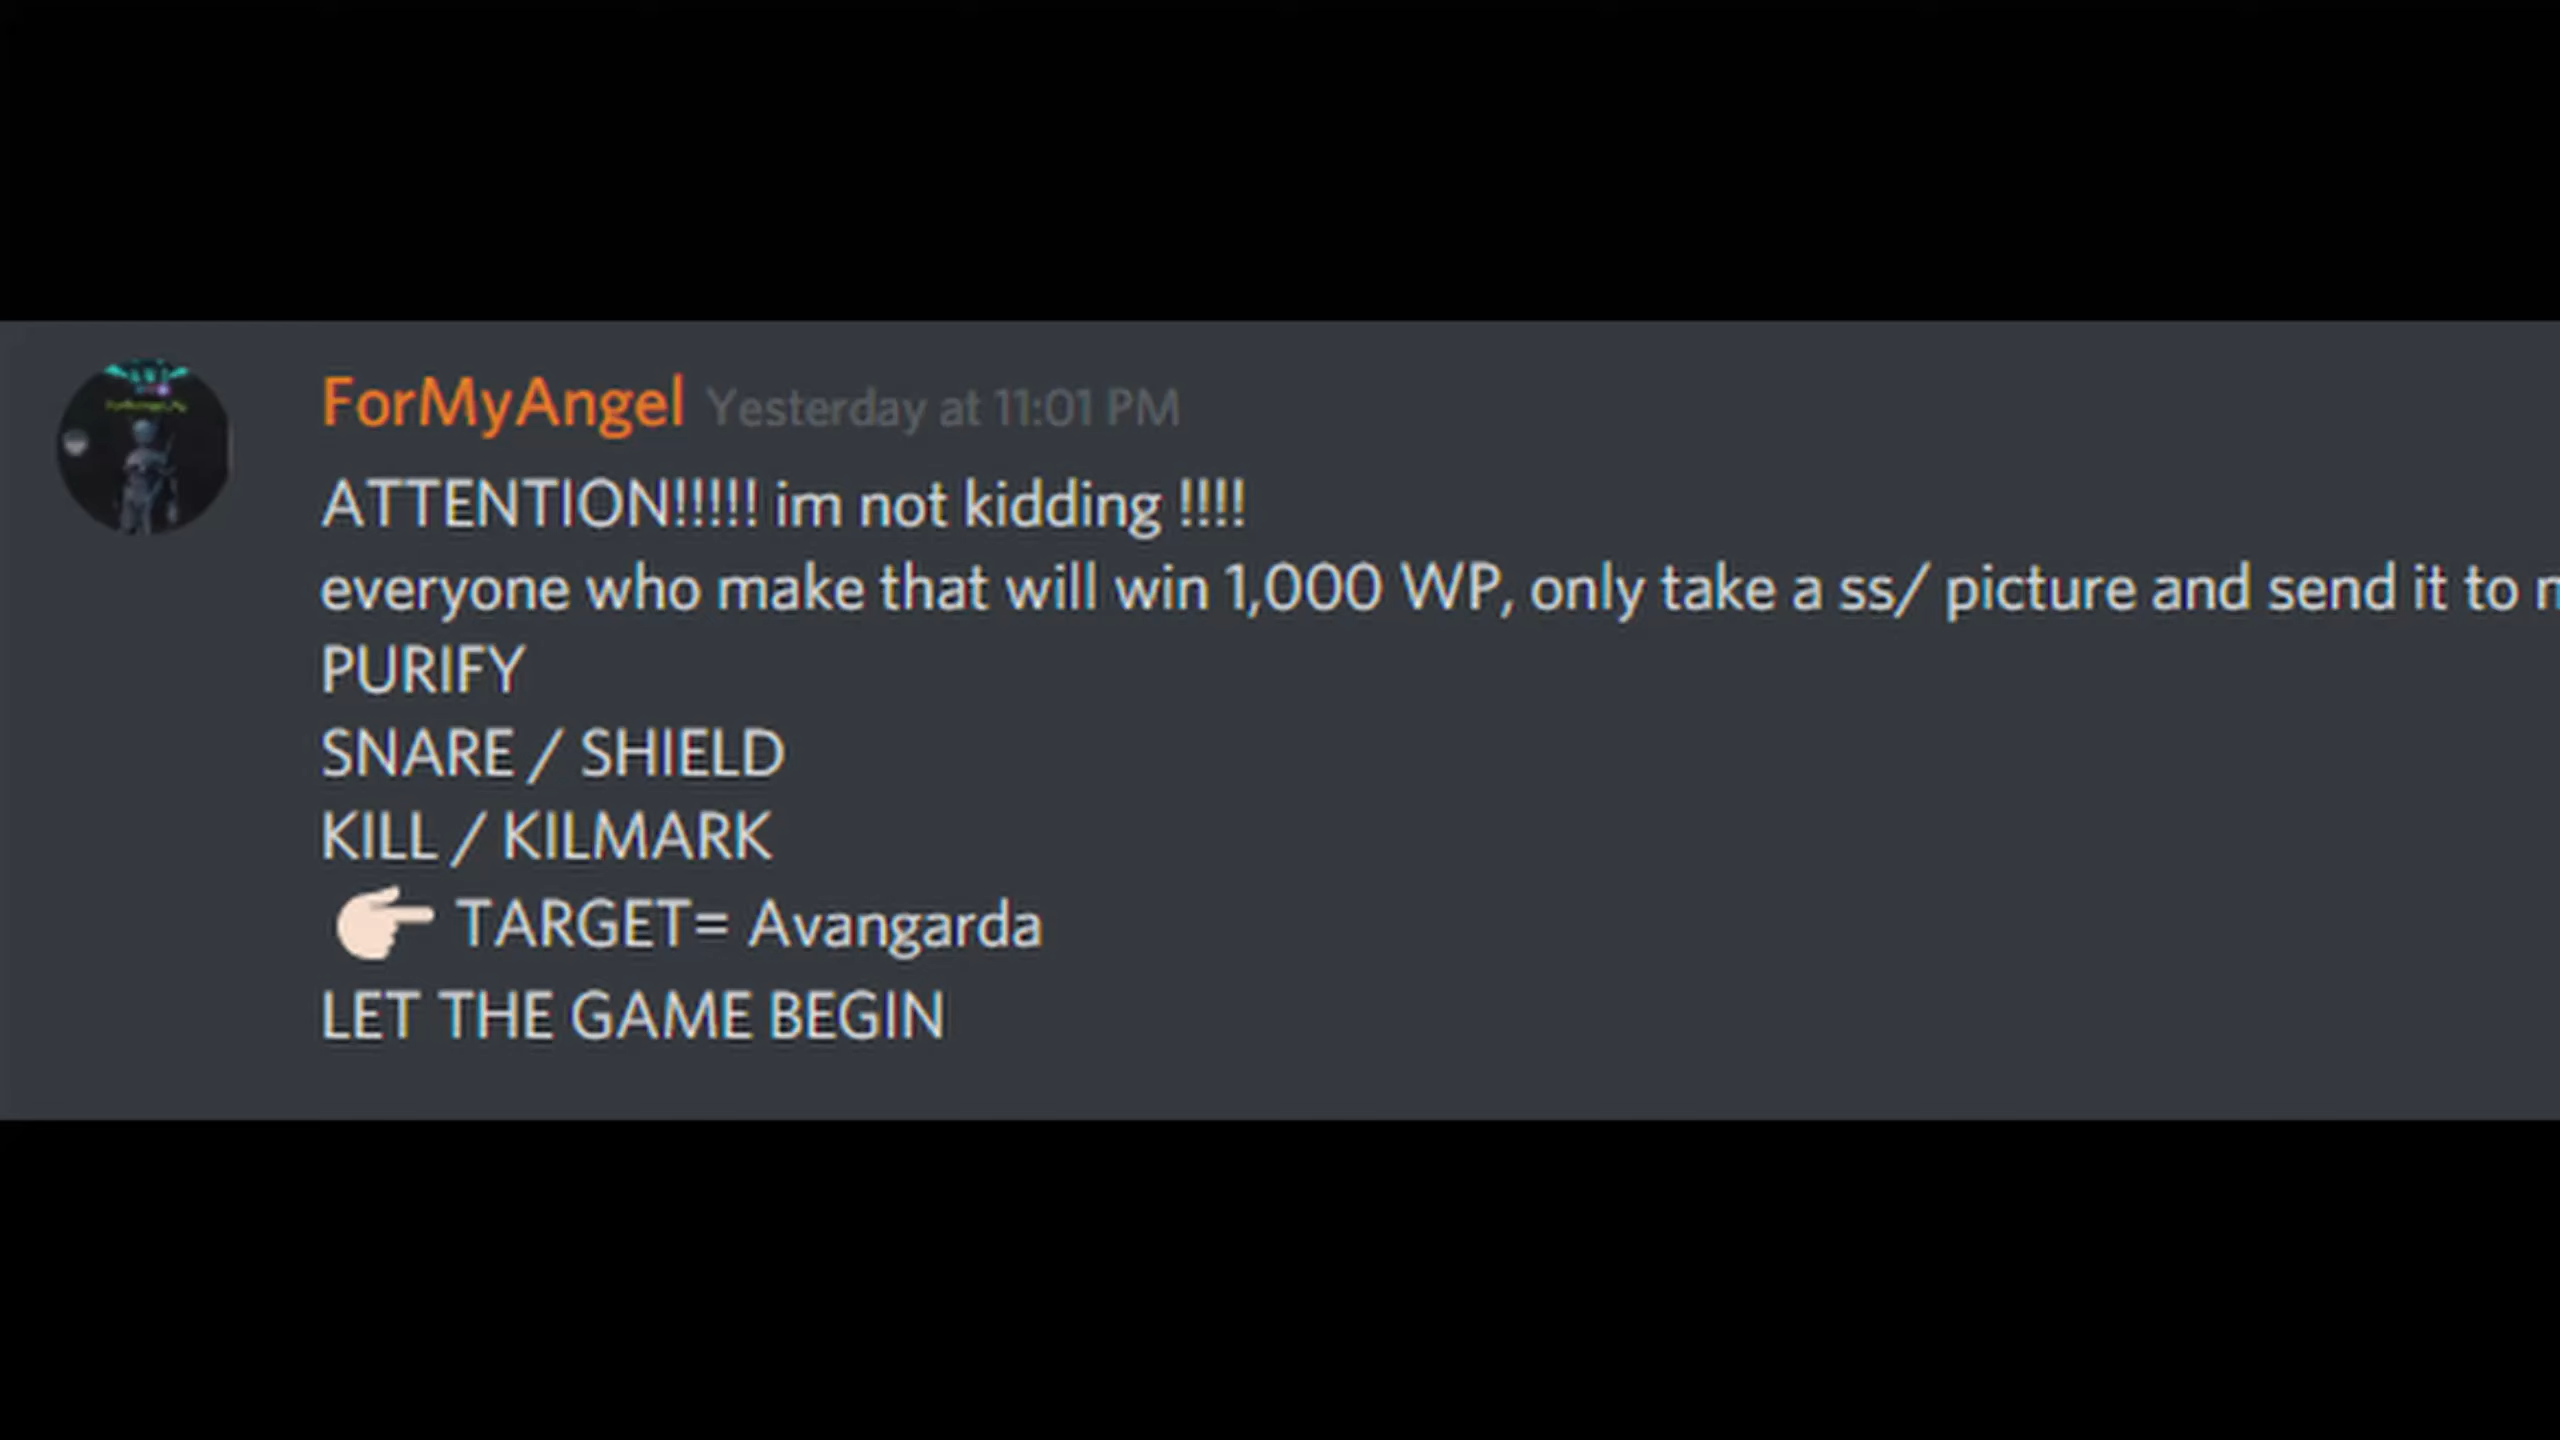 ForMyAngel Yesterday at 11:01 PM
ATTENTION!!!!! im not kidding !!!!
everyone who make that will win 1,000 WP, only take a ss/ picture and send it to
PURIFY
SNARE / SHIELD
KILL / KILMARK
👉🏻 TARGET= Avangarda
LET THE GAME BEGIN